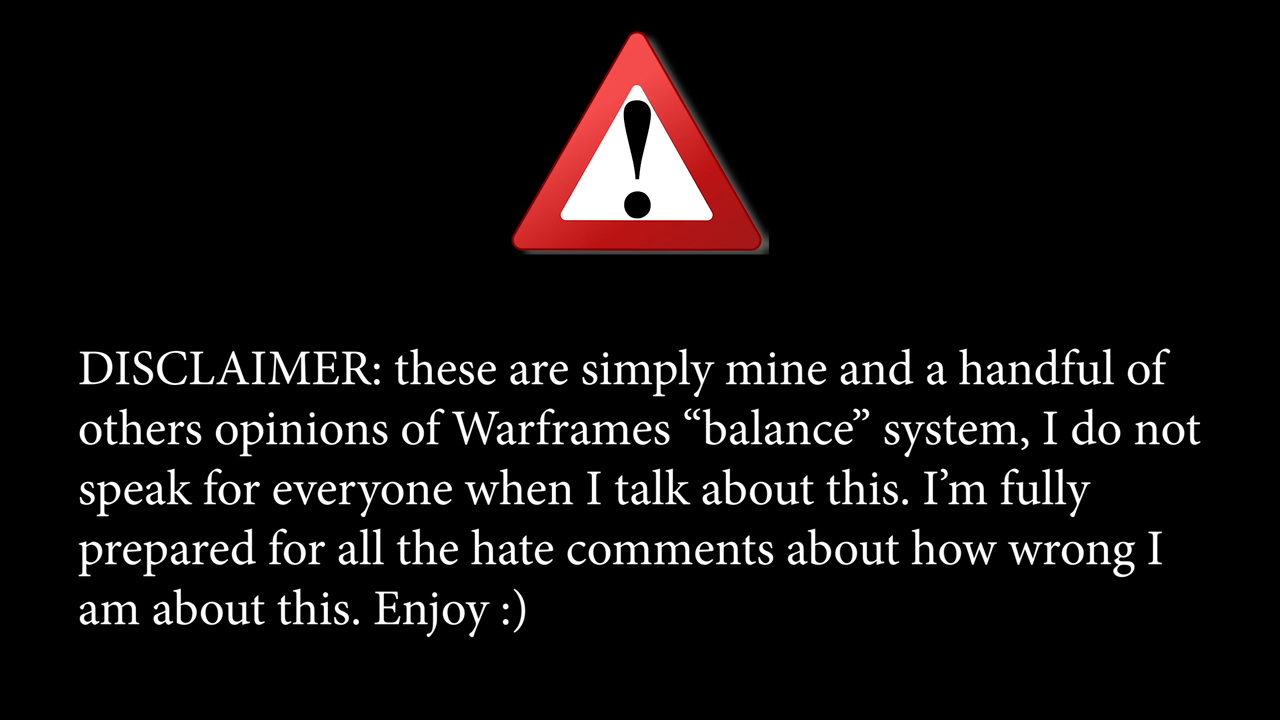 DISCLAIMER: these are simply mine and a handful of
others opinions of Warframes “balance” system, I do not
speak for everyone when I talk about this. I’m fully
prepared for all the hate comments about how wrong I
am about this. Enjoy :)